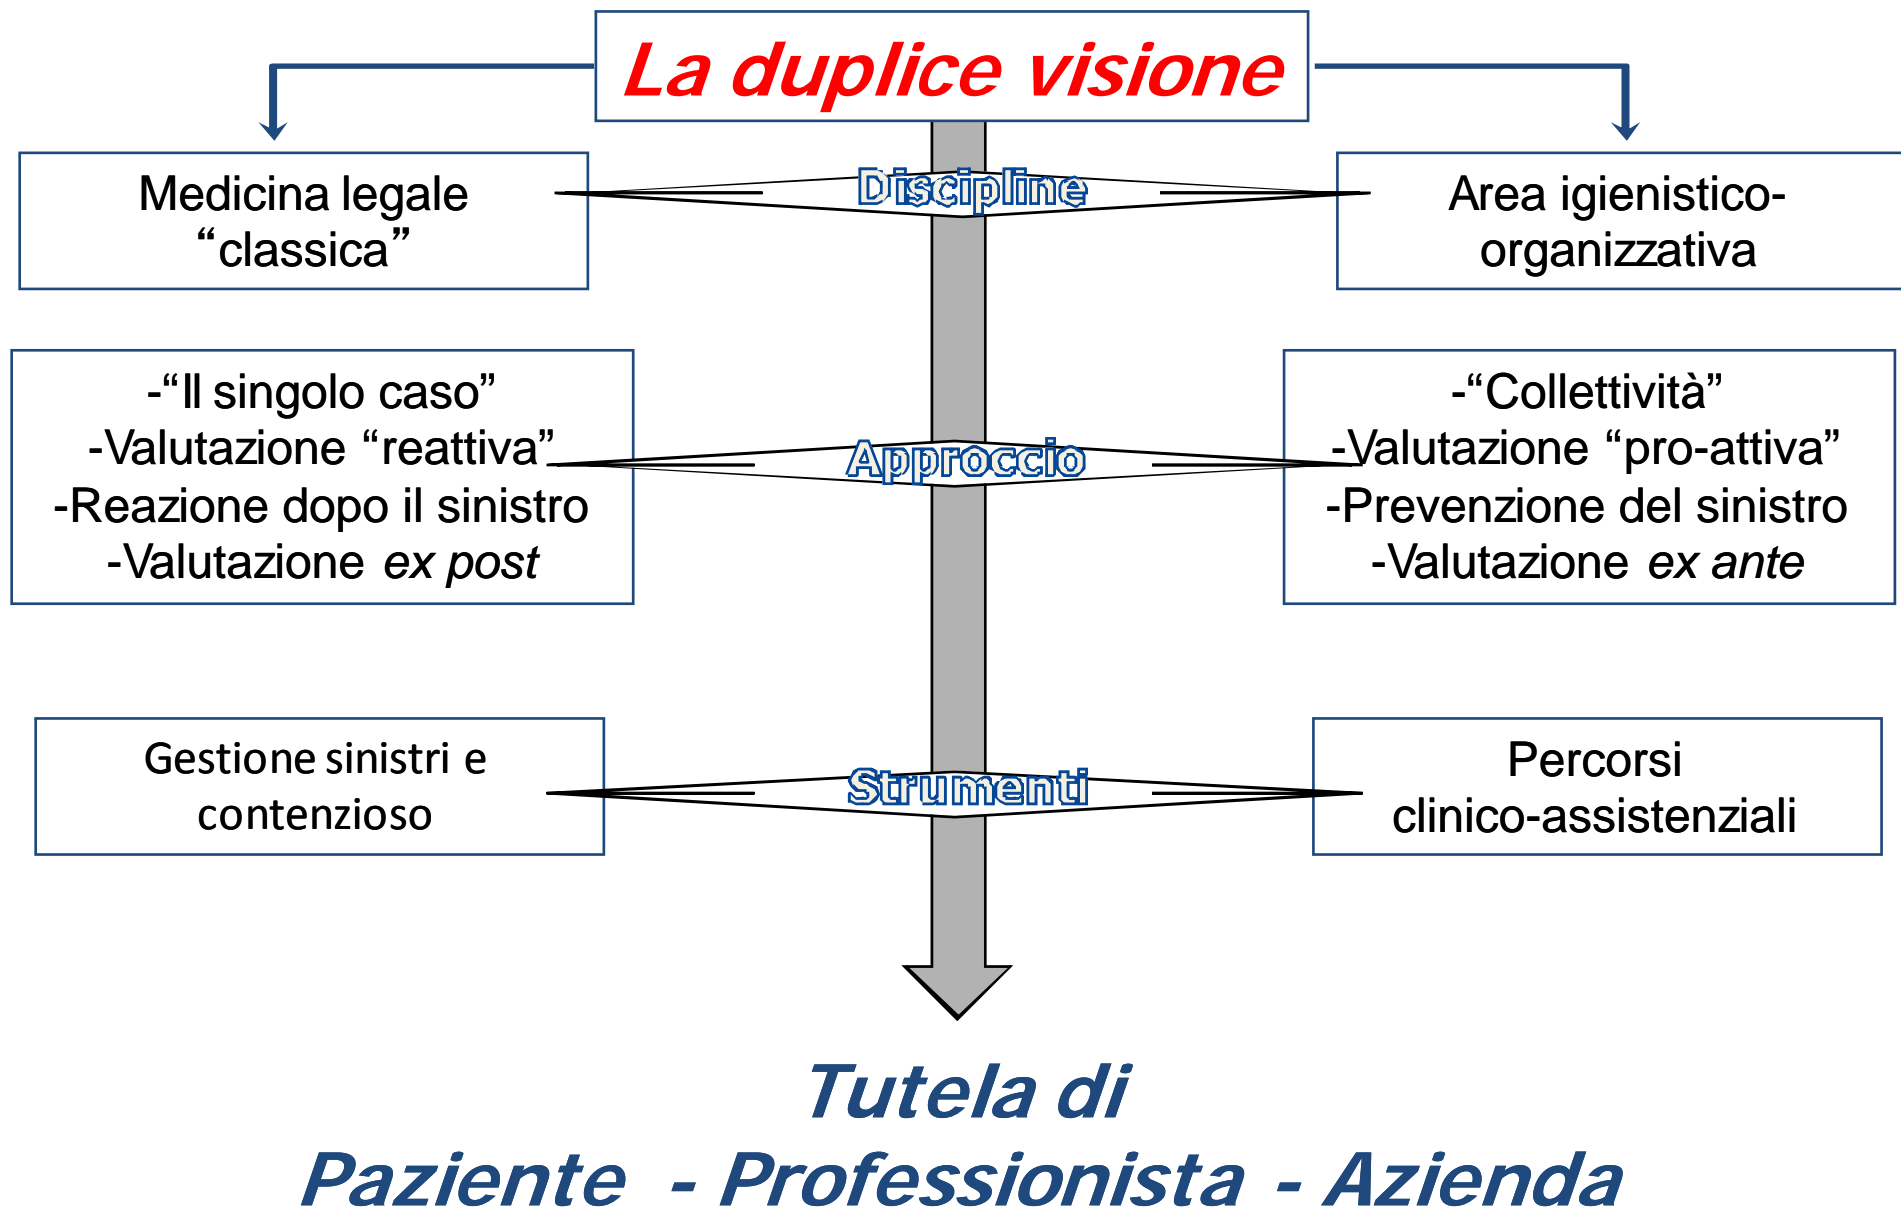 La duplice visione
Medicina legale
“classica”
Discipline
Area igienistico-
organizzativa
-“Il singolo caso”
-Valutazione “reattiva”
-Reazione dopo il sinistro
-Valutazione ex post
Approccio
-“Collettività”
-Valutazione “pro-attiva”
-Prevenzione del sinistro
-Valutazione ex ante
Gestione sinistri e
contenzioso
Strumenti
Percorsi
clinico-assistenziali
Tutela di
Paziente - Professionista - Azienda